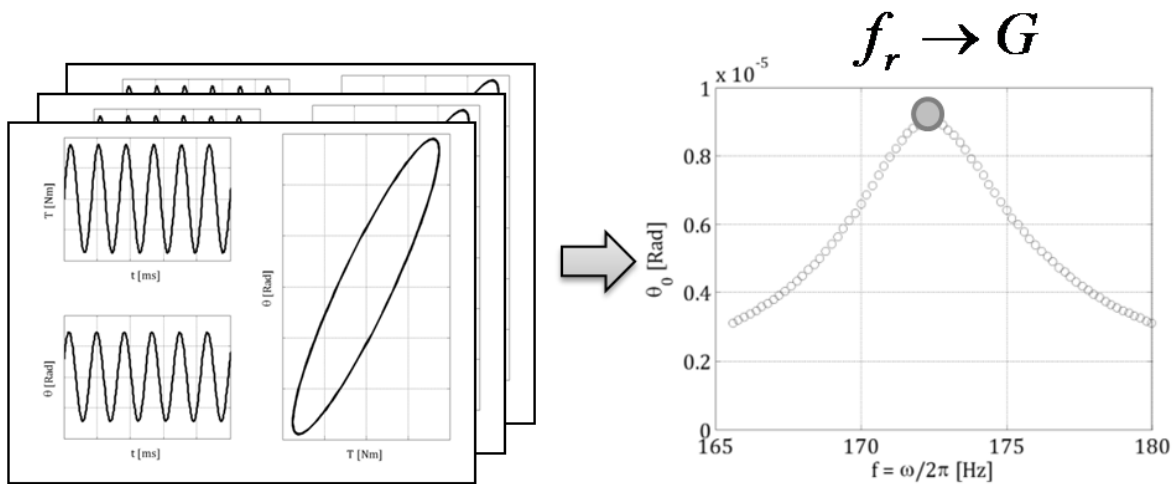 T [Nm]
t [ms]
θ [Rad]
t [ms]
θ [Rad]
T [Nm]
f_r → G
x 10⁻⁵
1
0.8
0.6
0.4
0.2
0
θ₀ [Rad]
165
170
175
180
f = ω/2π [Hz]